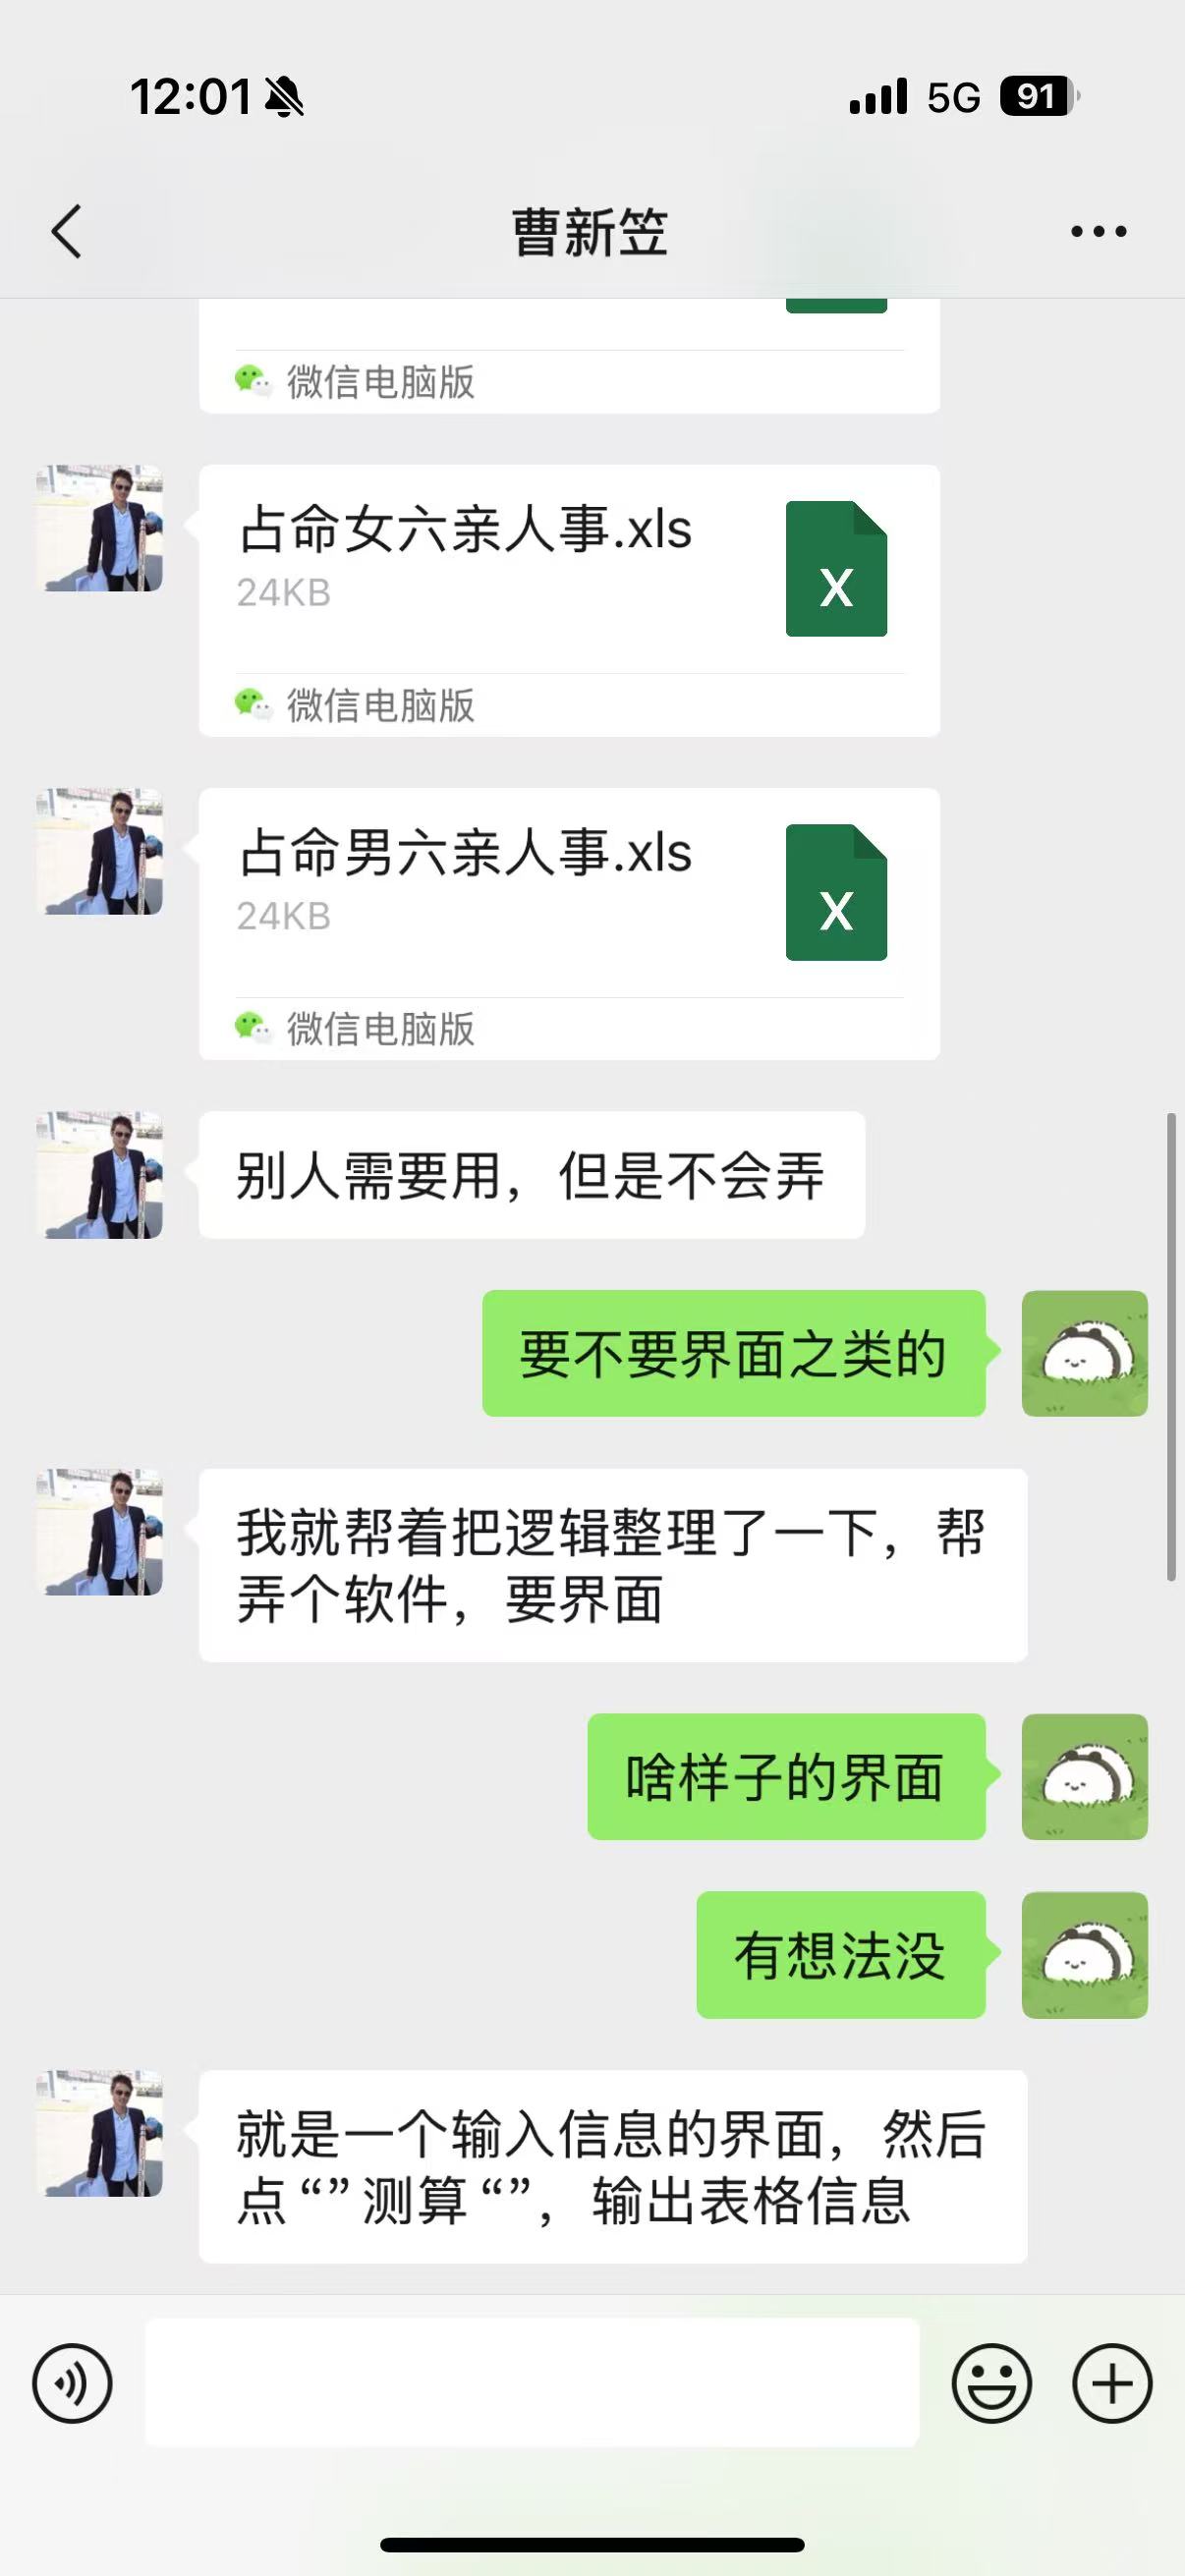 12:01
5G
91
曹新笠
微信电脑版
占命女六亲人事.xls
24KB
X
微信电脑版
占命男六亲人事.xls
24KB
X
微信电脑版
别人需要用，但是不会弄
要不要界面之类的
我就帮着把逻辑整理了一下，帮
弄个软件，要界面
啥样子的界面
有想法没
就是一个输入信息的界面，然后
点“”测算“”，输出表格信息